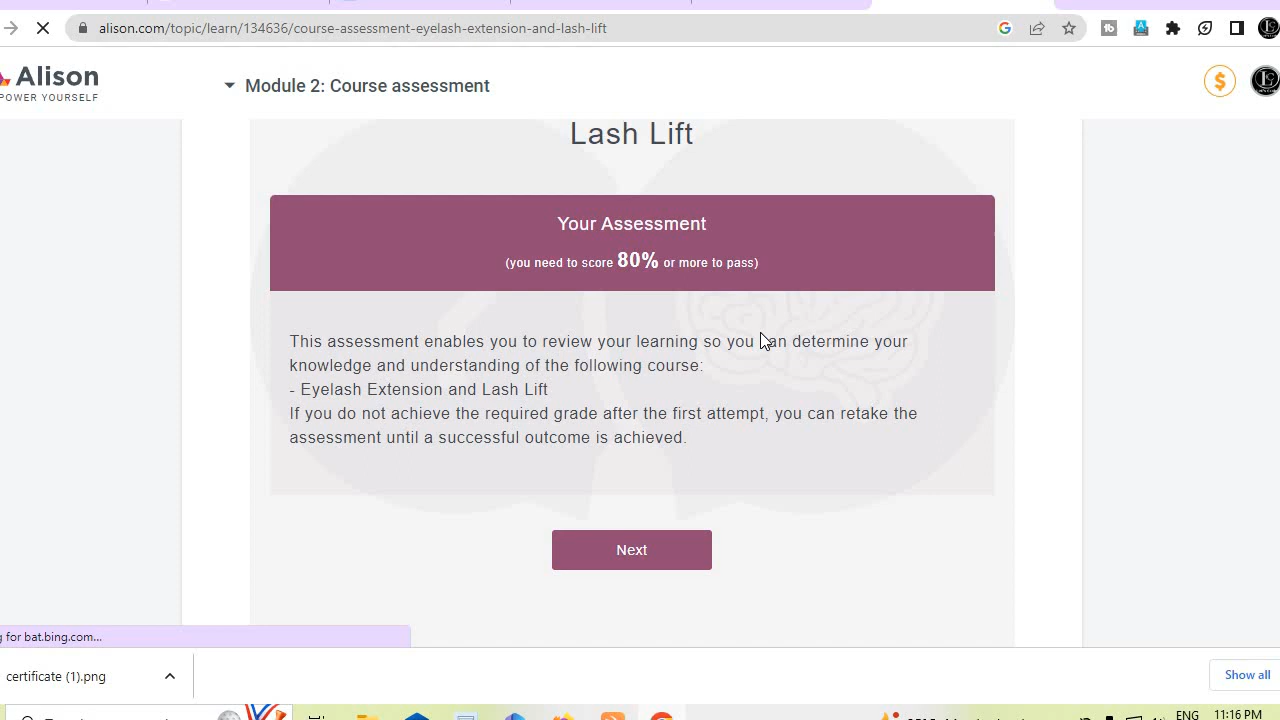 alison.com/topic/learn/134636/course-assessment-eyelash-extension-and-lash-lift
Alison
POWER YOURSELF
Module 2: Course assessment
$
Lash Lift
Your Assessment
(you need to score 80% or more to pass)
This assessment enables you to review your learning so you can determine your
knowledge and understanding of the following course:
- Eyelash Extension and Lash Lift
If you do not achieve the required grade after the first attempt, you can retake the
assessment until a successful outcome is achieved.
Next
g for bat.bing.com...
certificate (1).png
Show all
ENG
11:16 PM